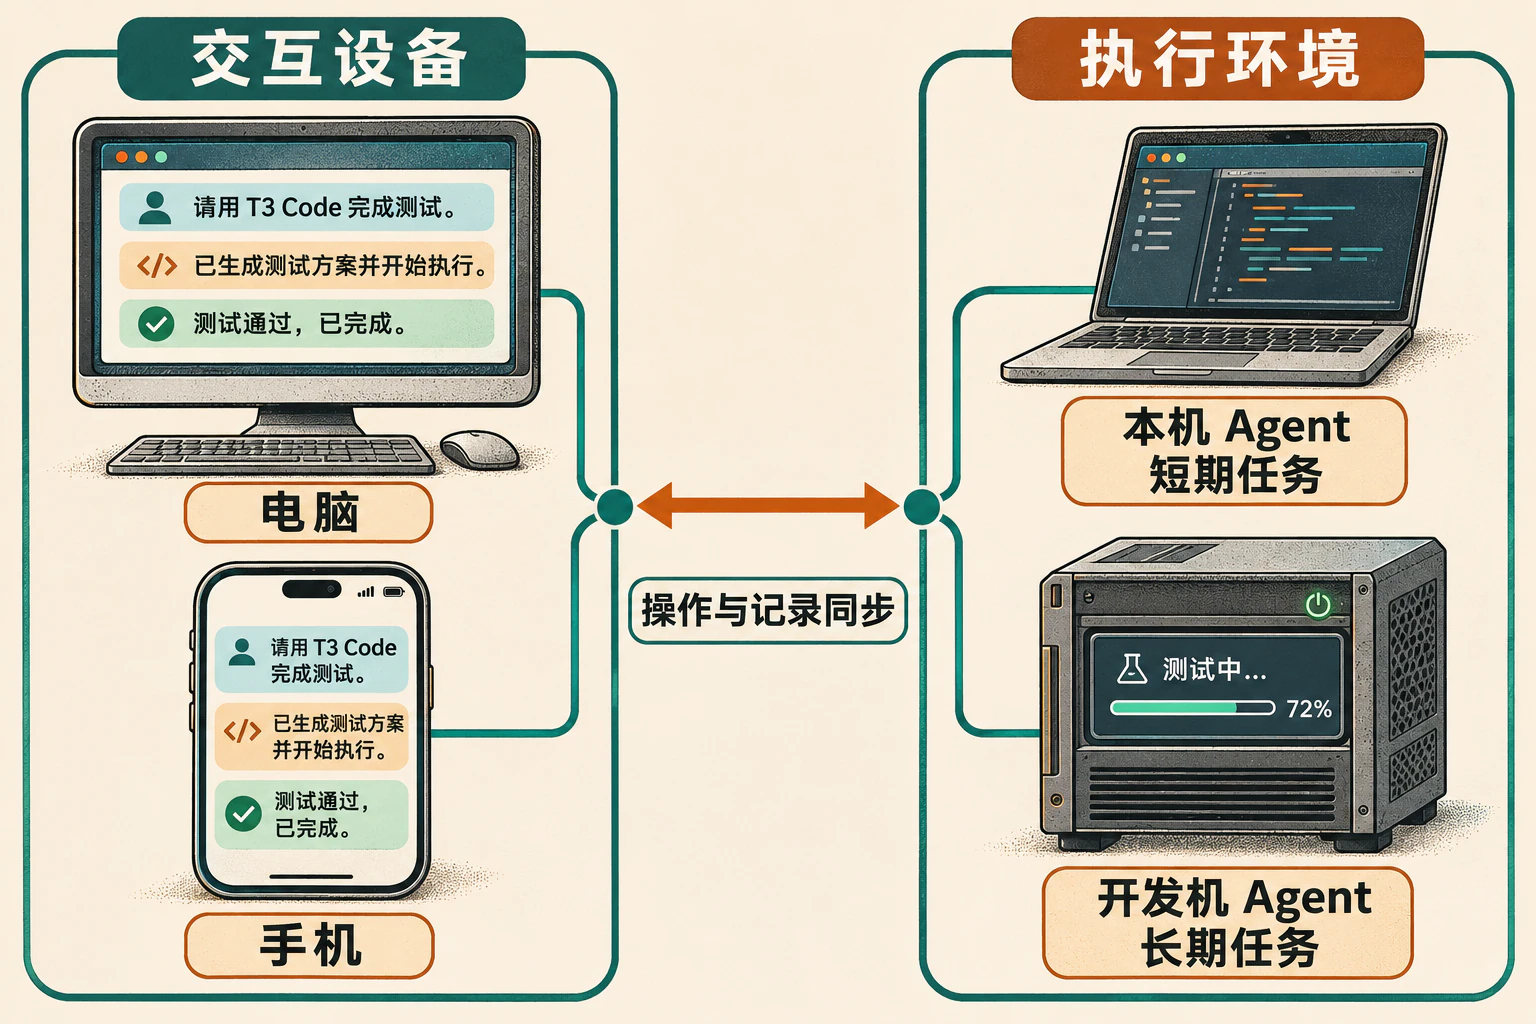 交互设备
请用 T3 Code 完成测试。
</> 已生成测试方案并开始执行。
测试通过，已完成。
电脑
请用 T3 Code
完成测试。
</> 已生成测试方案
并开始执行。
测试通过，
已完成。
手机
操作与记录同步
执行环境
本机 Agent
短期任务
测试中...
72%
开发机 Agent
长期任务